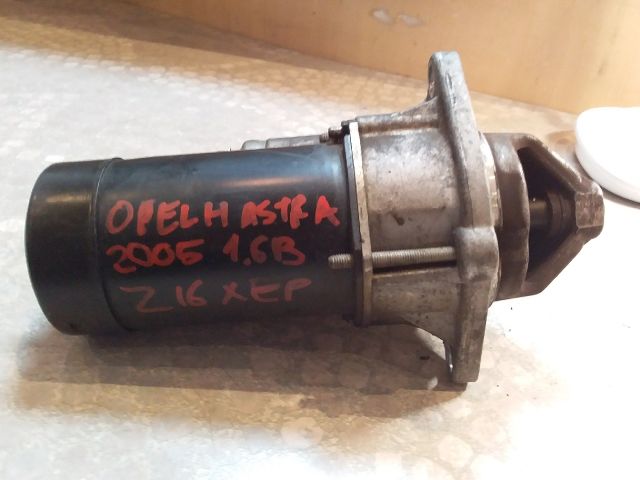 OPEL H ASTRA
2005 1.6B
Z16XEP